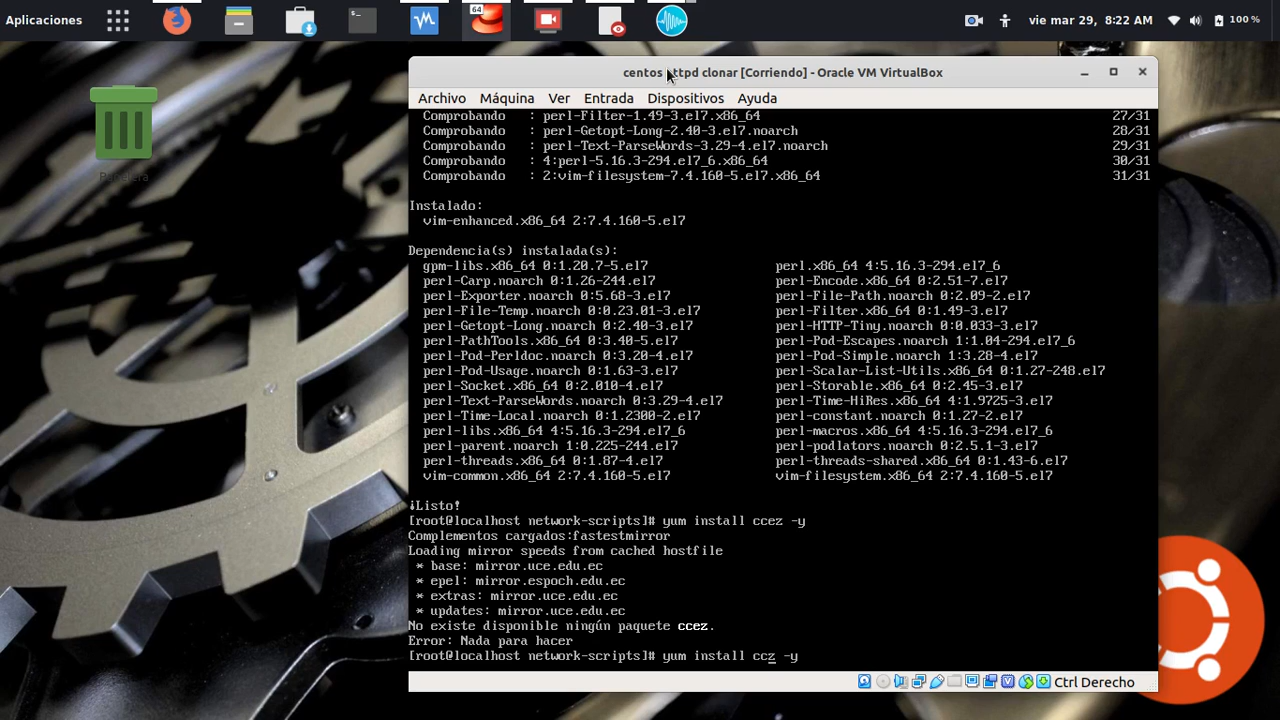 Aplicaciones
64
vie mar 29, 8:22 AM
100 %
Papelera
centos httpd clonar [Corriendo] - Oracle VM VirtualBox
Archivo Máquina Ver Entrada Dispositivos Ayuda
Comprobando : perl-Filter-1.49-3.el7.x86_64 27/31
Comprobando : perl-Getopt-Long-2.40-3.el7.noarch 28/31
Comprobando : perl-Text-ParseWords-3.29-4.el7.noarch 29/31
Comprobando : 4:perl-5.16.3-294.el7_6.x86_64 30/31
Comprobando : 2:vim-filesystem-7.4.160-5.el7.x86_64 31/31
Instalado:
vim-enhanced.x86_64 2:7.4.160-5.el7
Dependencia(s) instalada(s):
gpm-libs.x86_64 0:1.20.7-5.el7 perl.x86_64 4:5.16.3-294.el7_6
perl-Carp.noarch 0:1.26-244.el7 perl-Encode.x86_64 0:2.51-7.el7
perl-Exporter.noarch 0:5.68-3.el7 perl-File-Path.noarch 0:2.09-2.el7
perl-File-Temp.noarch 0:0.23.01-3.el7 perl-Filter.x86_64 0:1.49-3.el7
perl-Getopt-Long.noarch 0:2.40-3.el7 perl-HTTP-Tiny.noarch 0:0.033-3.el7
perl-PathTools.x86_64 0:3.40-5.el7 perl-Pod-Escapes.noarch 1:1.04-294.el7_6
perl-Pod-Perldoc.noarch 0:3.20-4.el7 perl-Pod-Simple.noarch 1:3.28-4.el7
perl-Pod-Usage.noarch 0:1.63-3.el7 perl-Scalar-List-Utils.x86_64 0:1.27-248.el7
perl-Socket.x86_64 0:2.010-4.el7 perl-Storable.x86_64 0:2.45-3.el7
perl-Text-ParseWords.noarch 0:3.29-4.el7 perl-Time-HiRes.x86_64 4:1.9725-3.el7
perl-Time-Local.noarch 0:1.2300-2.el7 perl-constant.noarch 0:1.27-2.el7
perl-libs.x86_64 4:5.16.3-294.el7_6 perl-macros.x86_64 4:5.16.3-294.el7_6
perl-parent.noarch 1:0.225-244.el7 perl-podlators.noarch 0:2.5.1-3.el7
perl-threads.x86_64 0:1.87-4.el7 perl-threads-shared.x86_64 0:1.43-6.el7
vim-common.x86_64 2:7.4.160-5.el7 vim-filesystem.x86_64 2:7.4.160-5.el7
¡Listo!
[root@localhost network-scripts]# yum install ccez -y
Complementos cargados:fastestmirror
Loading mirror speeds from cached hostfile
* base: mirror.uce.edu.ec
* epel: mirror.espoch.edu.ec
* extras: mirror.uce.edu.ec
* updates: mirror.uce.edu.ec
No existe disponible ningún paquete ccez.
Error: Nada para hacer
[root@localhost network-scripts]# yum install ccz -y
Ctrl Derecho